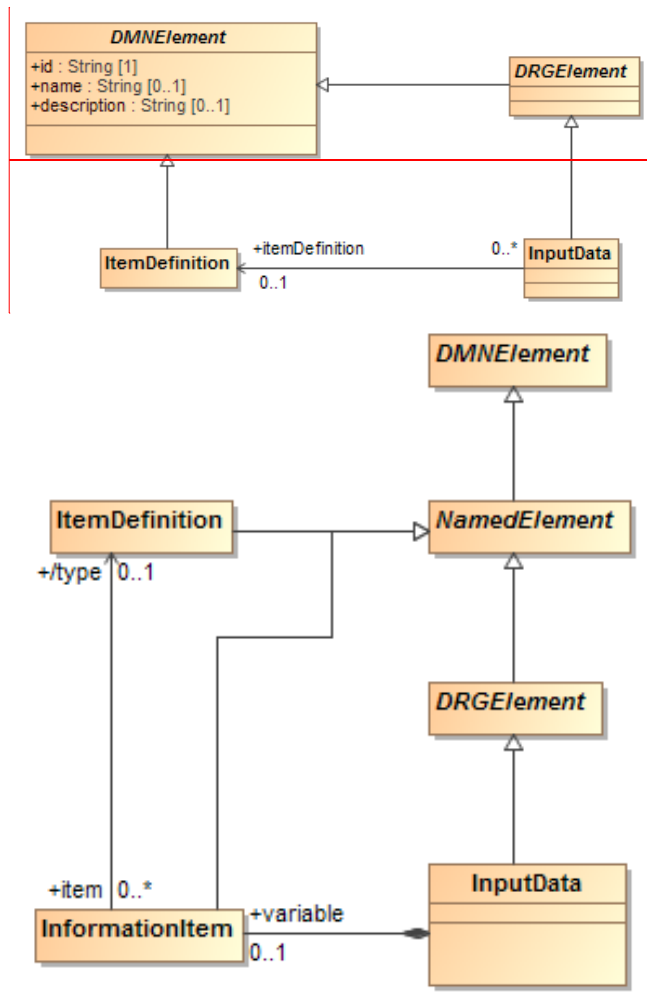 DMNElement
+id : String [1]
+name : String [0..1]
+description : String [0..1]
DRGElement
ItemDefinition
+itemDefinition
0..1
0..*
InputData
DMNElement
ItemDefinition
NamedElement
+/type 0..1
DRGElement
+item 0..*
InformationItem
+variable
0..1
InputData